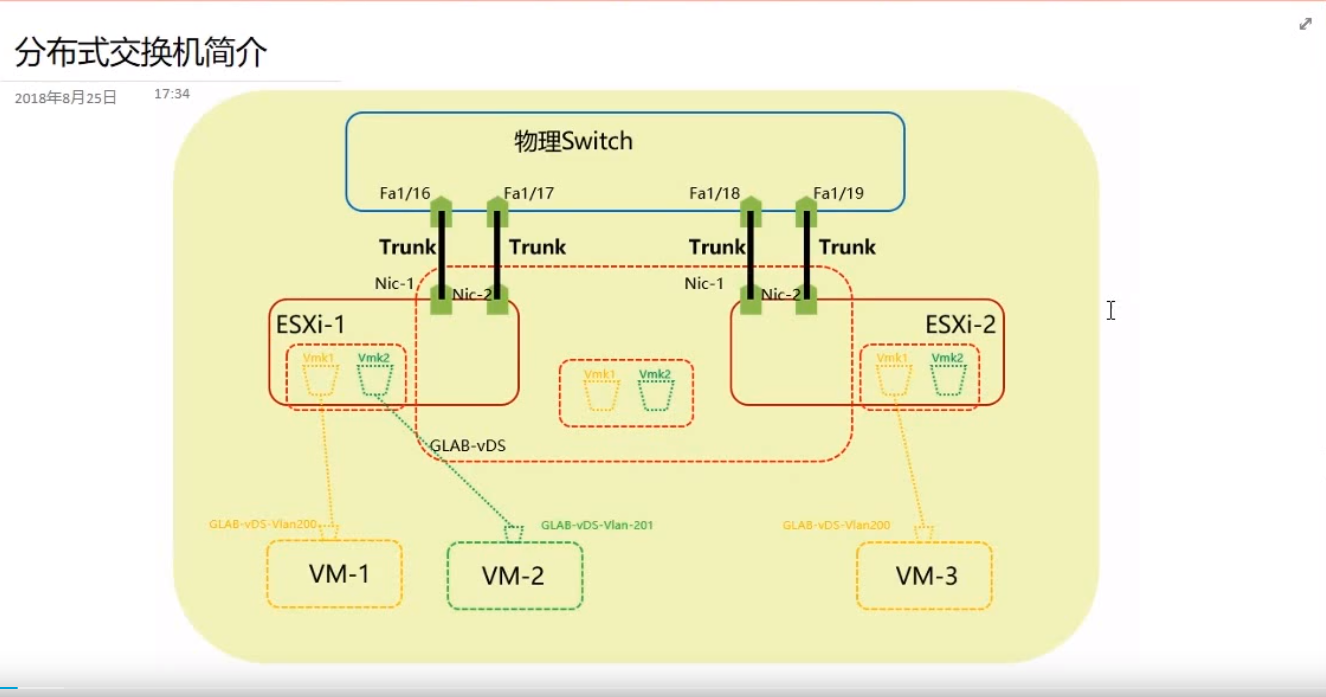 分布式交换机简介
2018年8月25日 17:34
物理Switch
Fa1/16 Fa1/17 Fa1/18 Fa1/19
Trunk Trunk Trunk Trunk
Nic-1 Nic-2 Nic-1 Nic-2
ESXi-1 ESXi-2
Vmk1 Vmk2 Vmk1 Vmk2 Vmk1 Vmk2
GLAB-vDS
GLAB-vDS-Vlan200 GLAB-vDS-Vlan-201 GLAB-vDS-Vlan200
VM-1 VM-2 VM-3